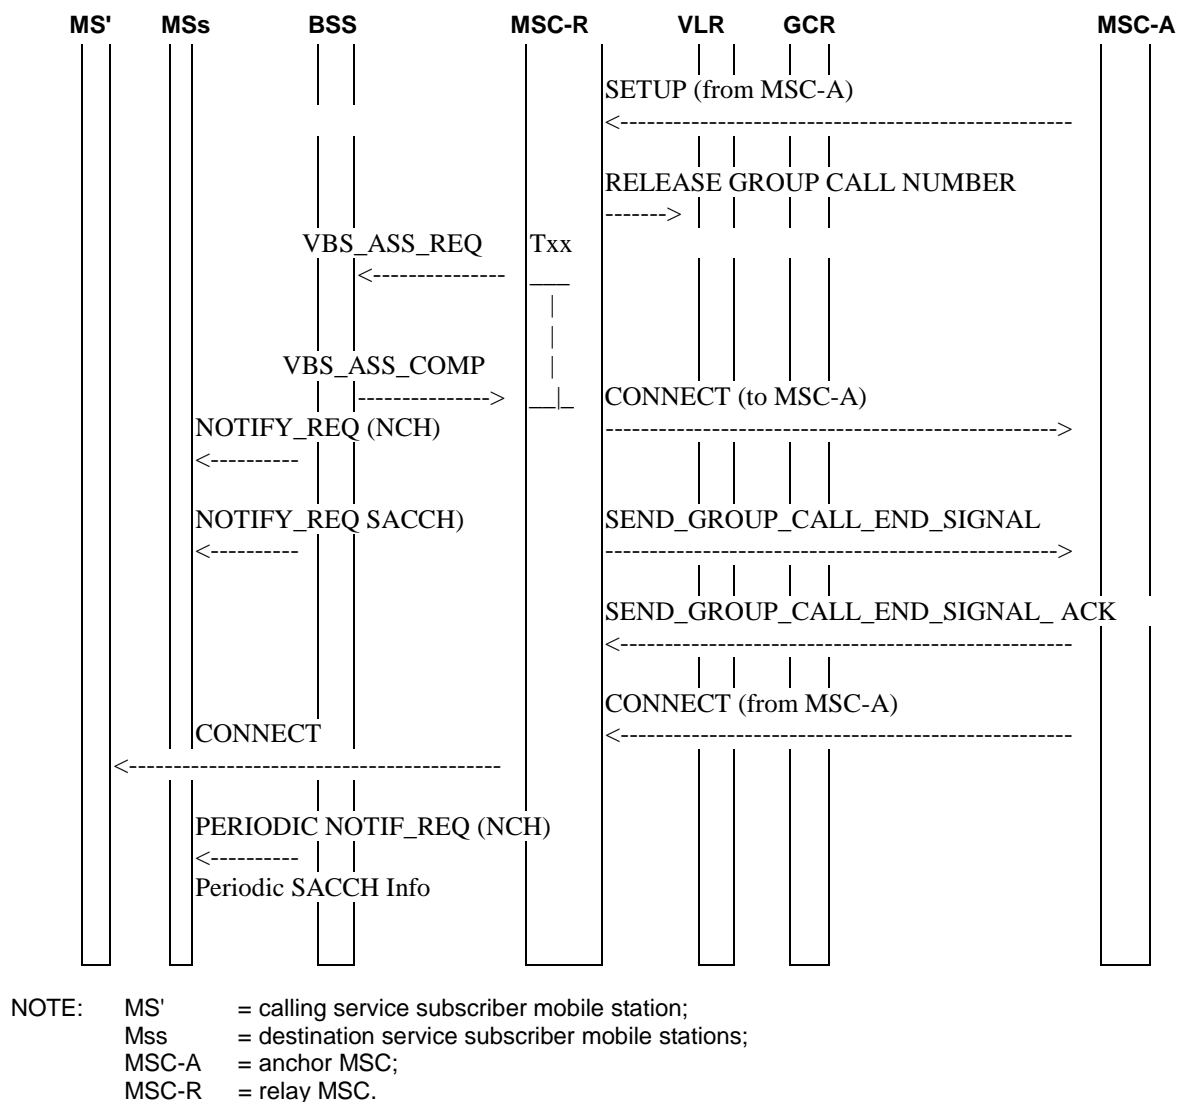 MS' MSs BSS MSC-R VLR GCR MSC-A
SETUP (from MSC-A)
<---------------------------------------------------
RELEASE GROUP CALL NUMBER
------->
VBS_ASS_REQ Txx
<--------------- ___
|
|
VBS_ASS_COMP |
---------------> __|_ CONNECT (to MSC-A)
NOTIFY_REQ (NCH) --------------------------------------------------->
<----------
NOTIFY_REQ SACCH) SEND_GROUP_CALL_END_SIGNAL
<---------- --------------------------------------------------->
SEND_GROUP_CALL_END_SIGNAL_ ACK
<---------------------------------------------------
CONNECT (from MSC-A)
CONNECT <---------------------------------------------------
<------------------------------------------
PERIODIC NOTIF_REQ (NCH)
<----------
Periodic SACCH Info
NOTE: MS' = calling service subscriber mobile station;
Mss = destination service subscriber mobile stations;
MSC-A = anchor MSC;
MSC-R = relay MSC.